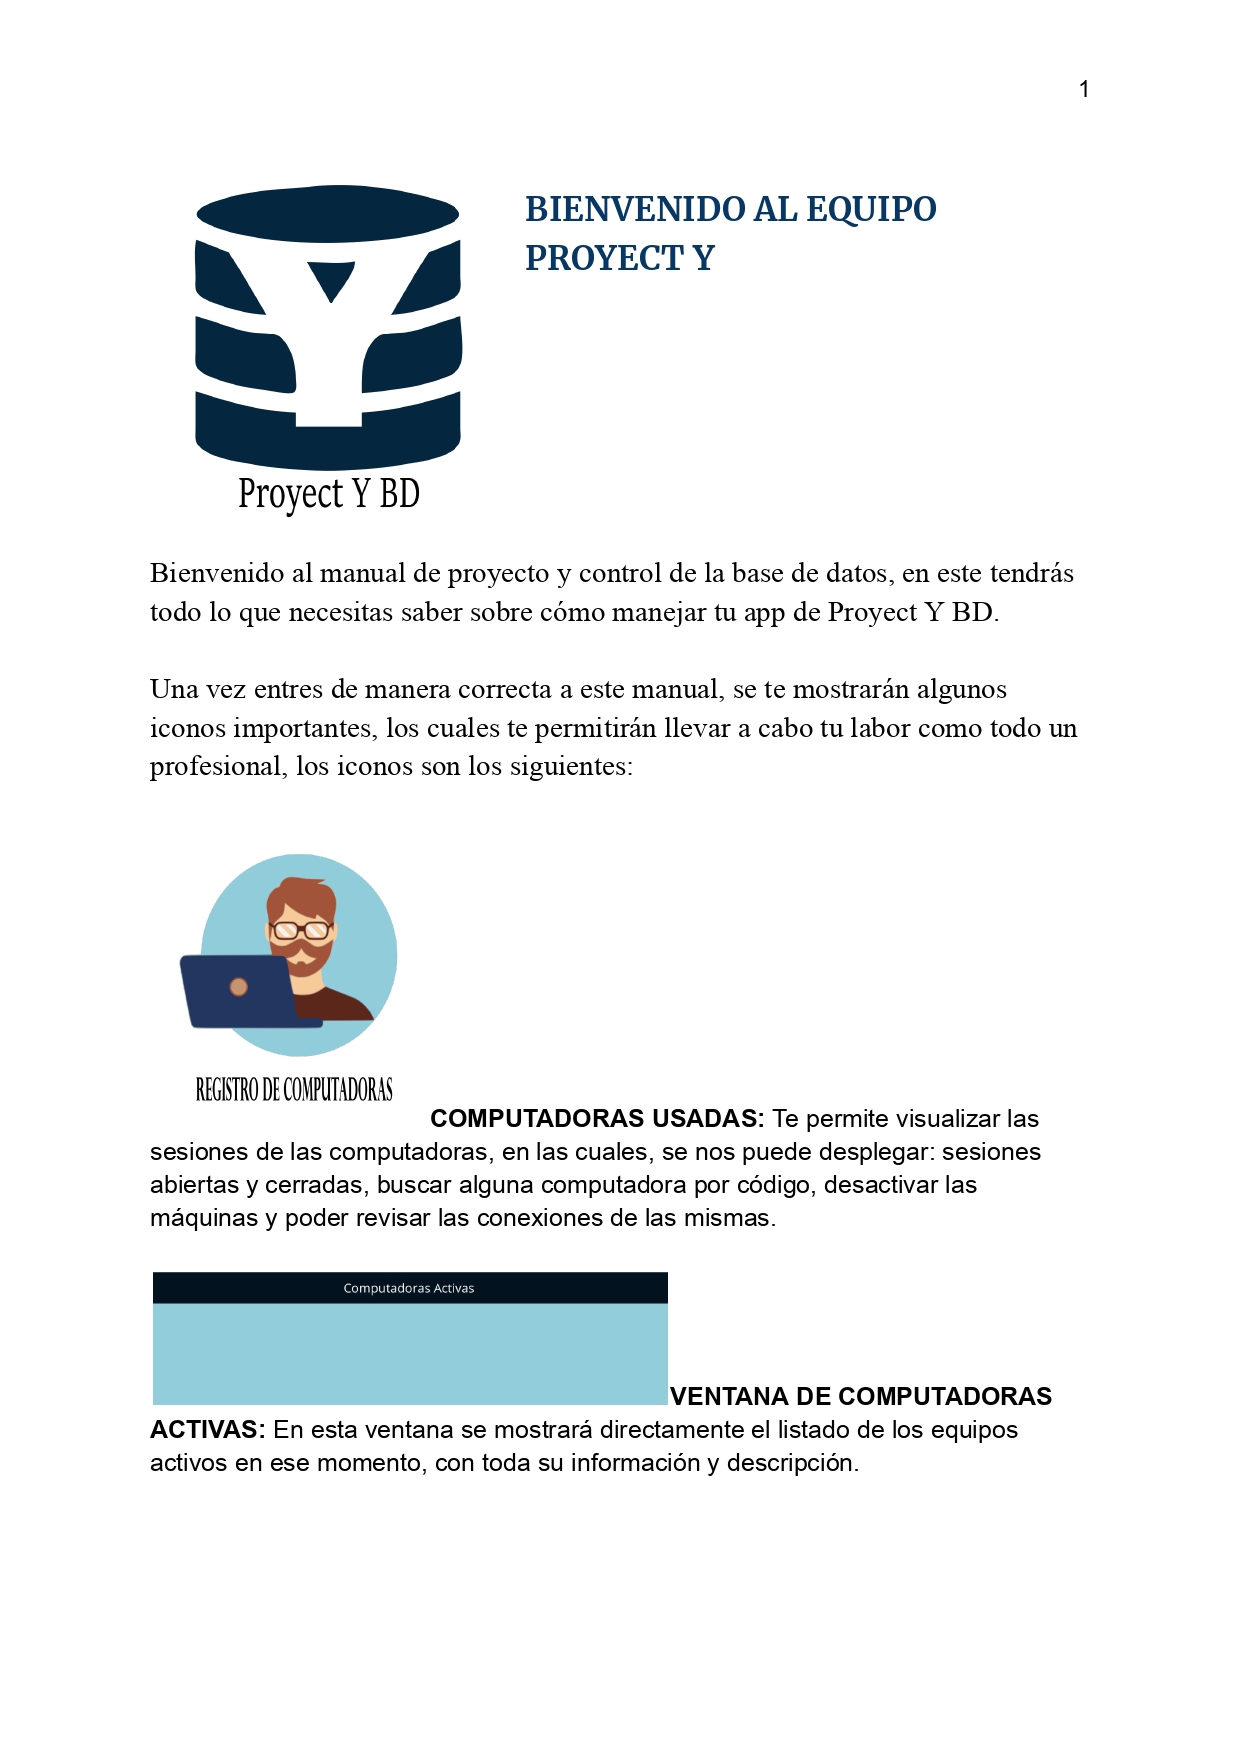 1
BIENVENIDO AL EQUIPO
PROYECT Y
Proyect Y BD
Bienvenido al manual de proyecto y control de la base de datos, en este tendrás
todo lo que necesitas saber sobre cómo manejar tu app de Proyect Y BD.
Una vez entres de manera correcta a este manual, se te mostrarán algunos
iconos importantes, los cuales te permitirán llevar a cabo tu labor como todo un
profesional, los iconos son los siguientes:
REGISTRO DE COMPUTADORAS
COMPUTADORAS USADAS: Te permite visualizar las
sesiones de las computadoras, en las cuales, se nos puede desplegar: sesiones
abiertas y cerradas, buscar alguna computadora por código, desactivar las
máquinas y poder revisar las conexiones de las mismas.
Computadoras Activas
VENTANA DE COMPUTADORAS
ACTIVAS: En esta ventana se mostrará directamente el listado de los equipos
activos en ese momento, con toda su información y descripción.